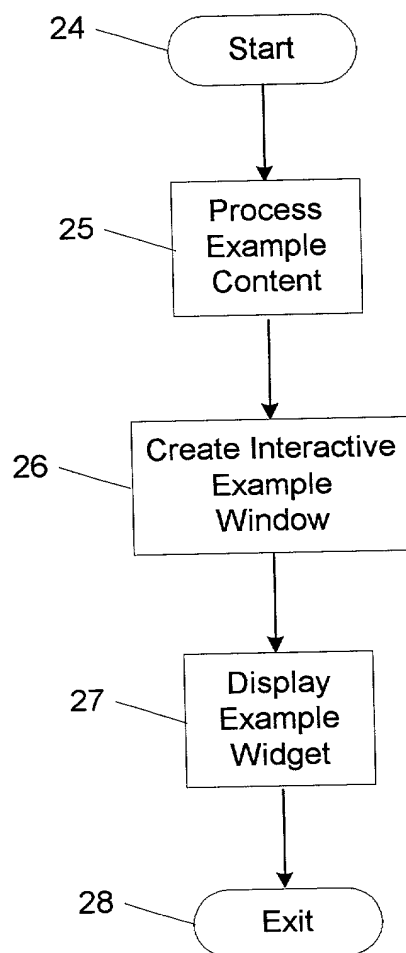 24
Start
25
Process
Example
Content
26
Create Interactive
Example
Window
27
Display
Example
Widget
28
Exit